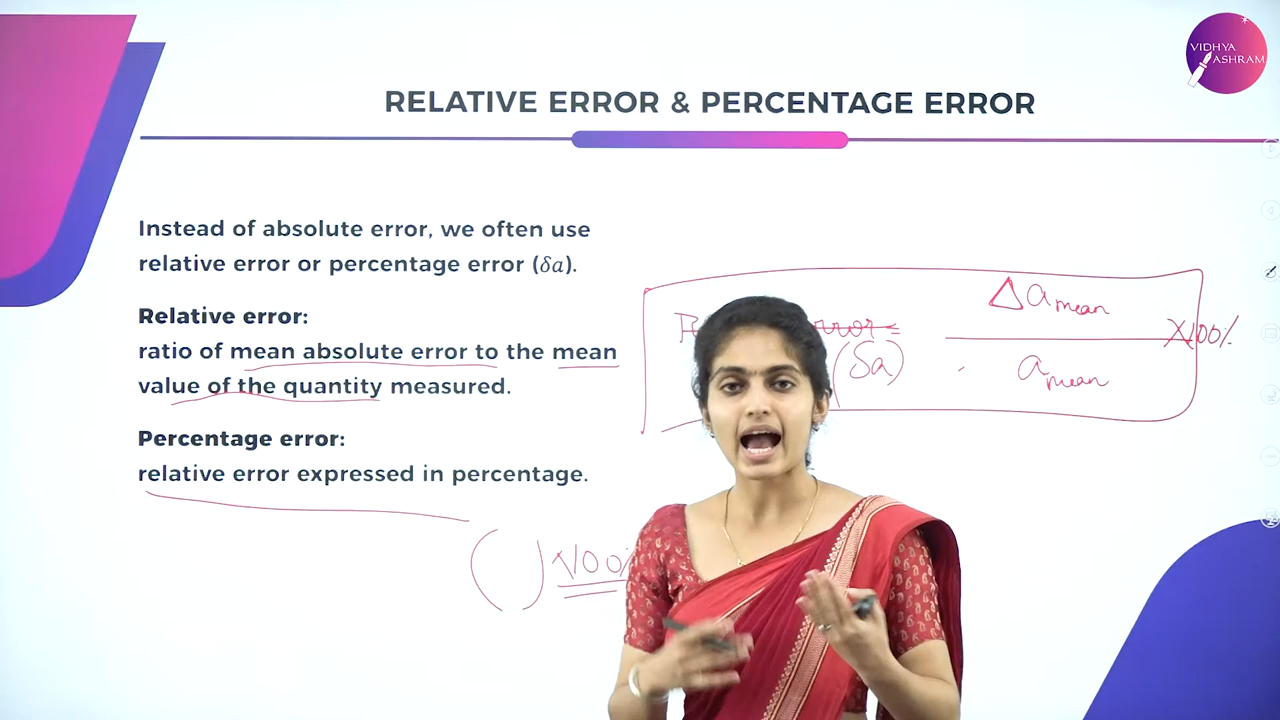 VIDHYA
ASHRAM
RELATIVE ERROR & PERCENTAGE ERROR
Instead of absolute error, we often use
relative error or percentage error (δa).
Relative error:
ratio of mean absolute error to the mean
value of the quantity measured.
Percentage error:
relative error expressed in percentage.
Δa mean
X100%
(δa)
a mean
( ) X100%